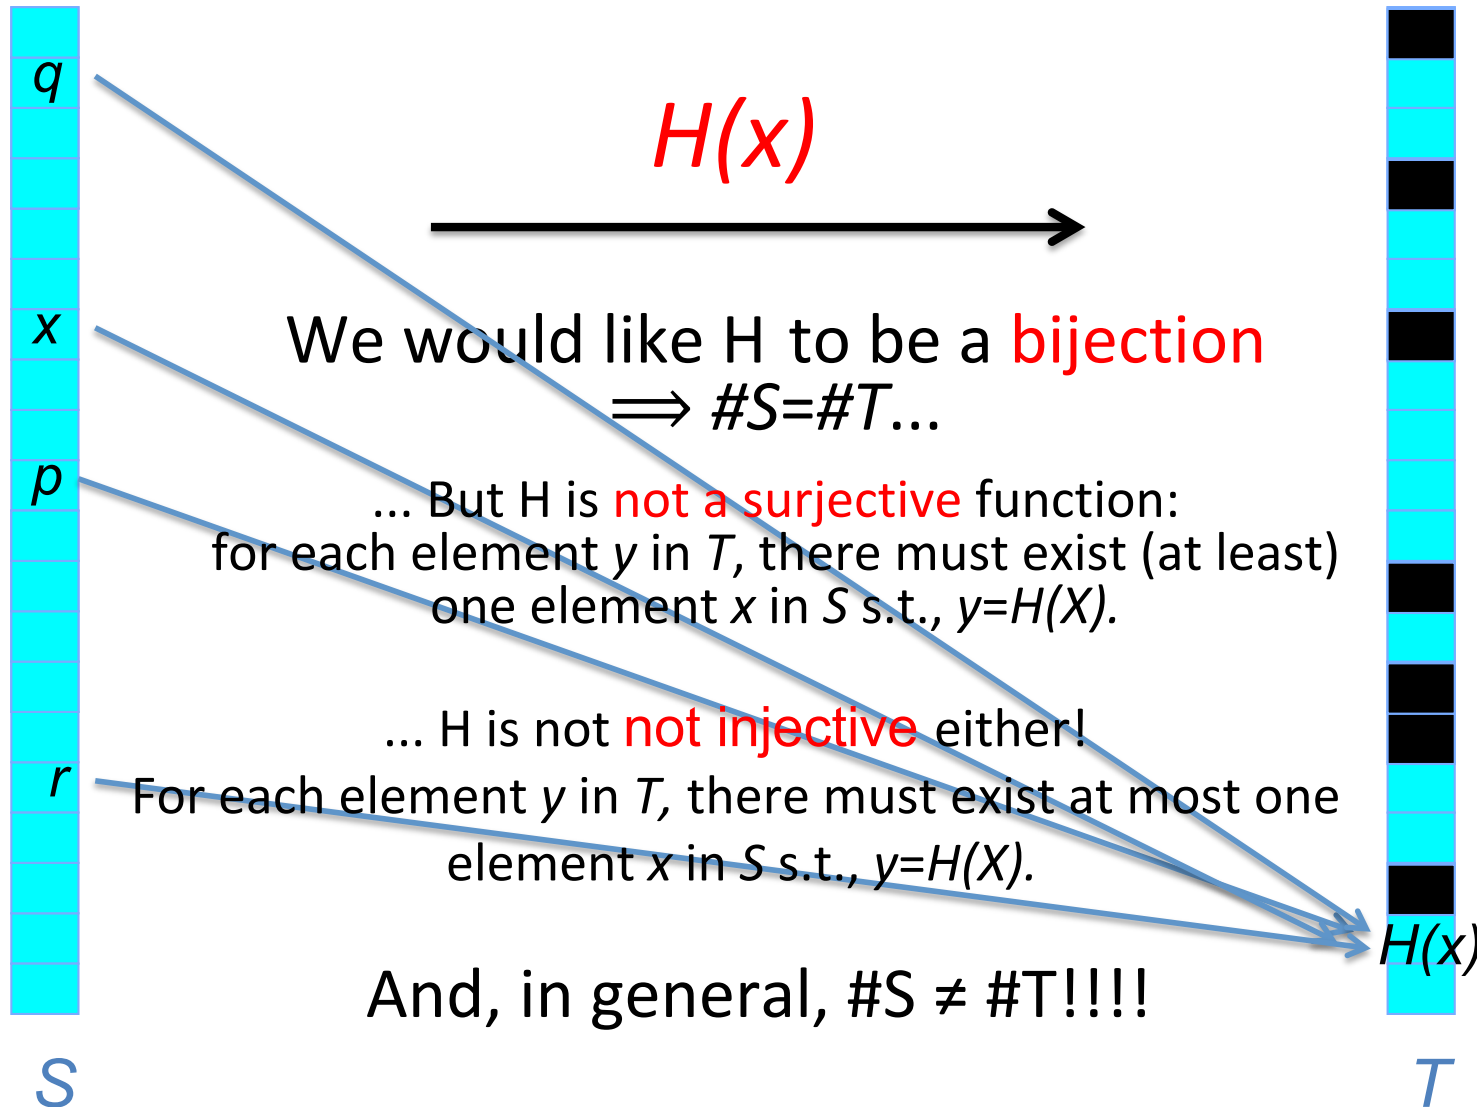 q
H(x)
x
We would like H to be a bijection
⟹ #S=#T...
p
... But H is not a surjective function:
for each element y in T, there must exist (at least)
one element x in S s.t., y=H(X).
... H is not not injective either!
r
For each element y in T, there must exist at most one
element x in S s.t., y=H(X).
H(x)
And, in general, #S ≠ #T!!!!
S
T